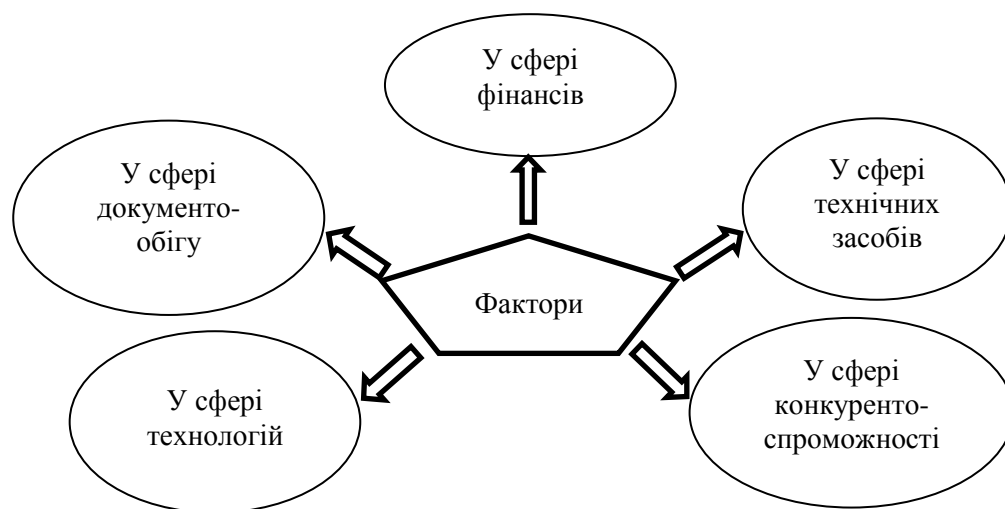 У сфері
фінансів
У сфері
документо-
обігу
У сфері
технічних
засобів
Фактори
У сфері
технологій
У сфері
конкуренто-
спроможності